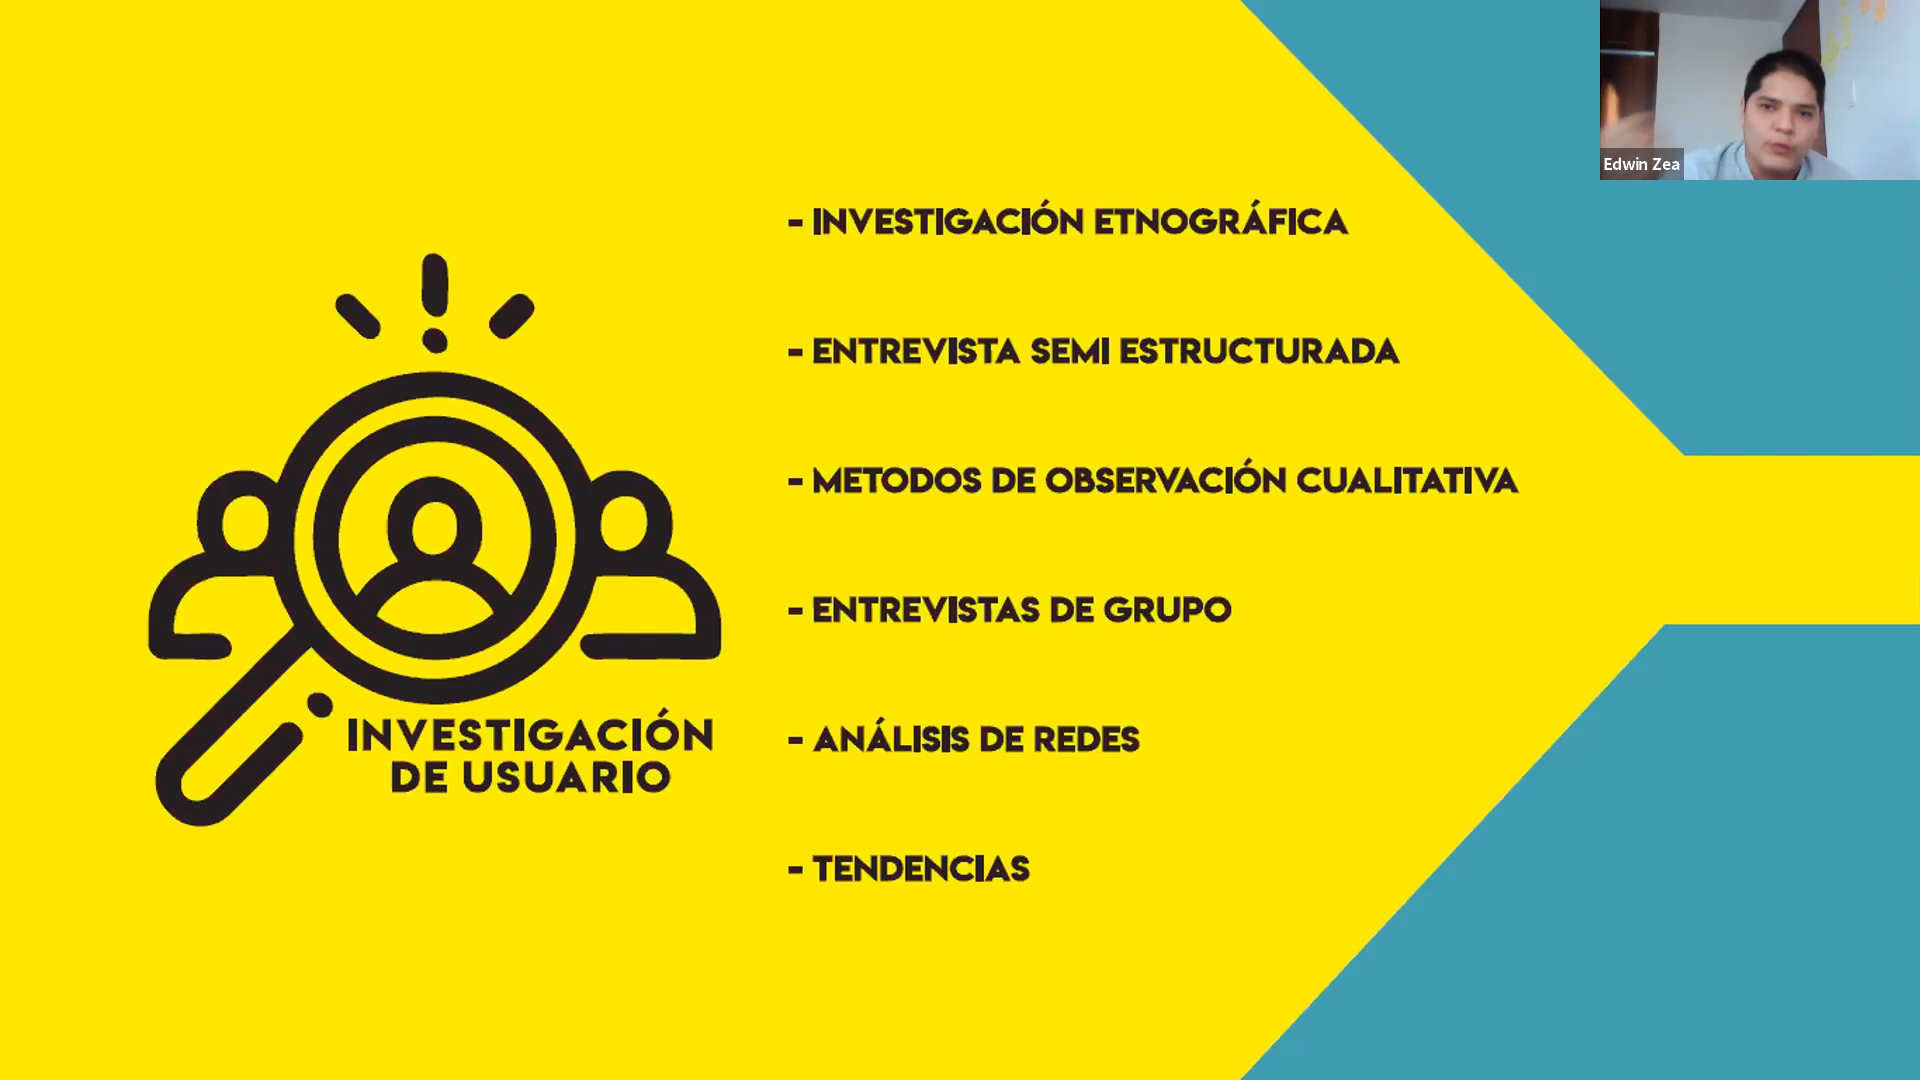 Edwin Zea
- INVESTIGACIÓN ETNOGRÁFICA
- ENTREVISTA SEMI ESTRUCTURADA
- METODOS DE OBSERVACIÓN CUALITATIVA
- ENTREVISTAS DE GRUPO
- ANÁLISIS DE REDES
- TENDENCIAS
INVESTIGACIÓN
DE USUARIO